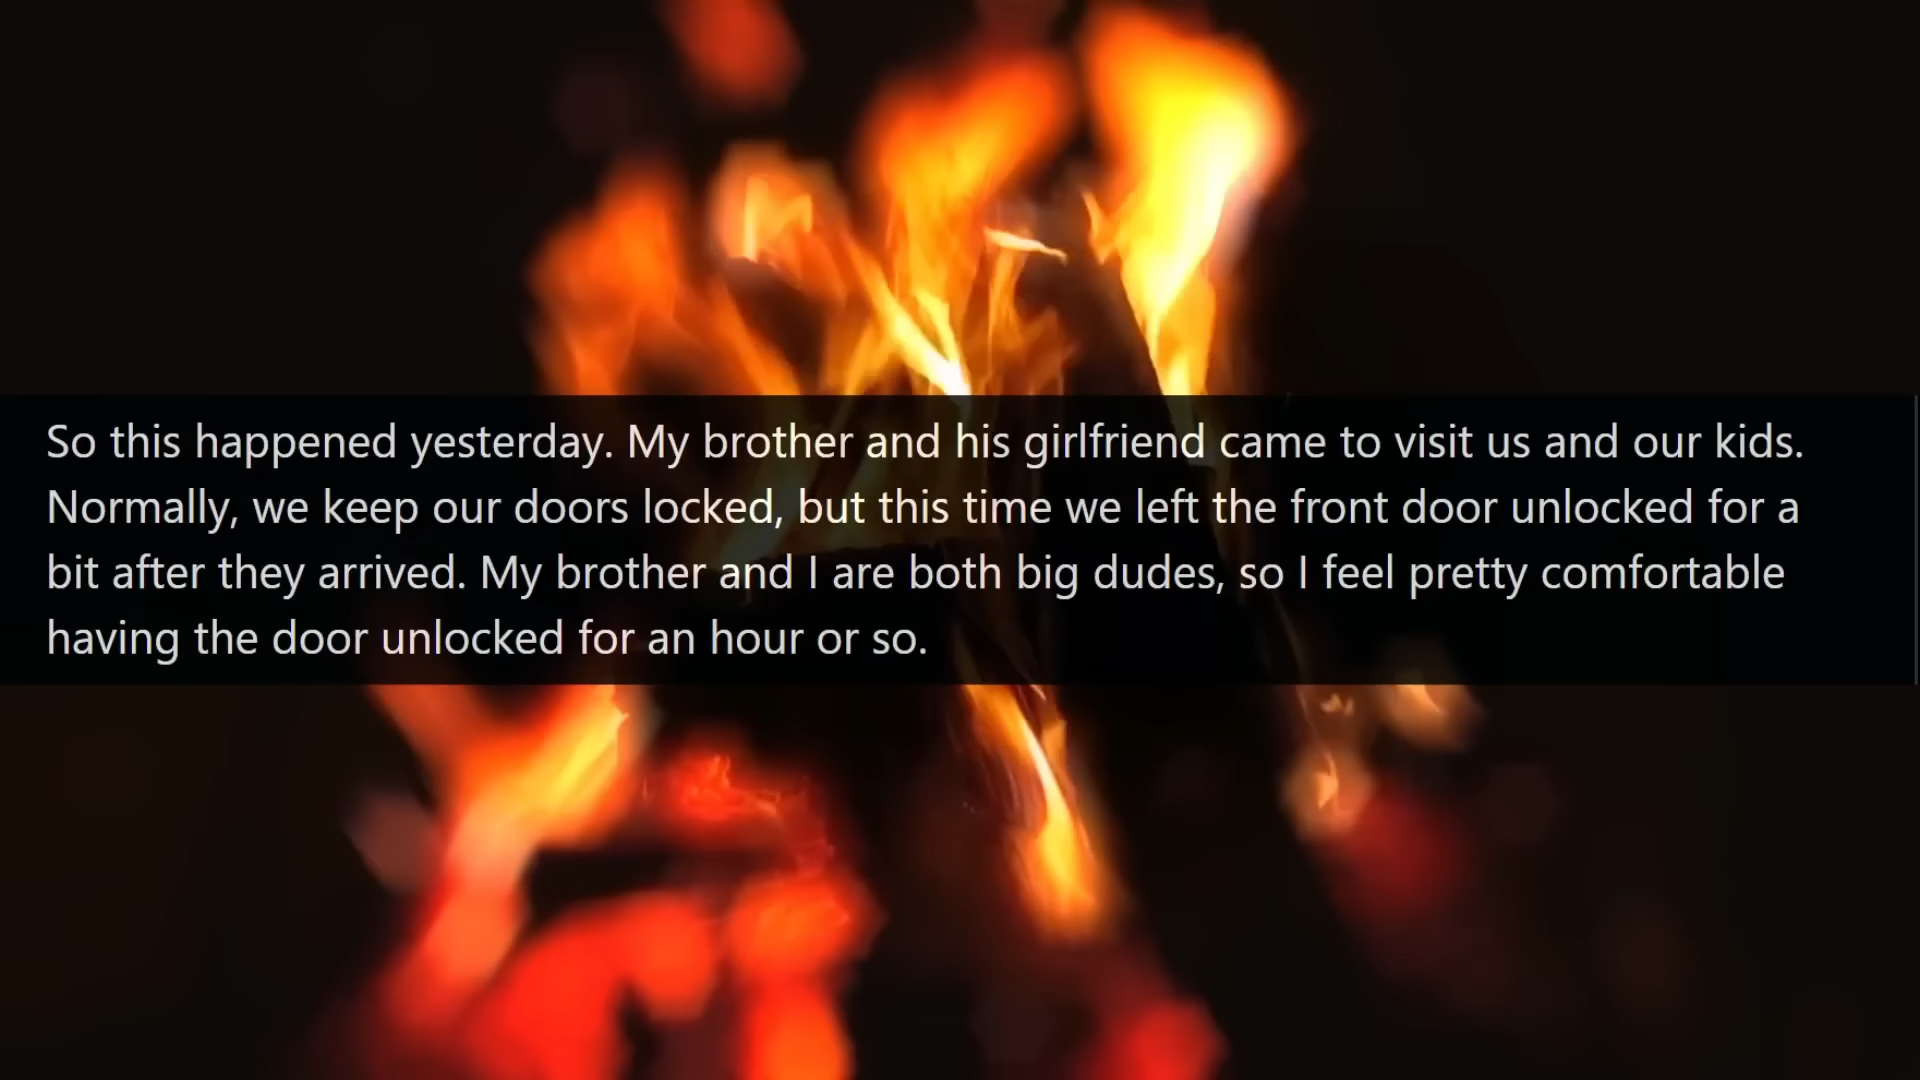 So this happened yesterday. My brother and his girlfriend came to visit us and our kids.
Normally, we keep our doors locked, but this time we left the front door unlocked for a
bit after they arrived. My brother and I are both big dudes, so I feel pretty comfortable
having the door unlocked for an hour or so.